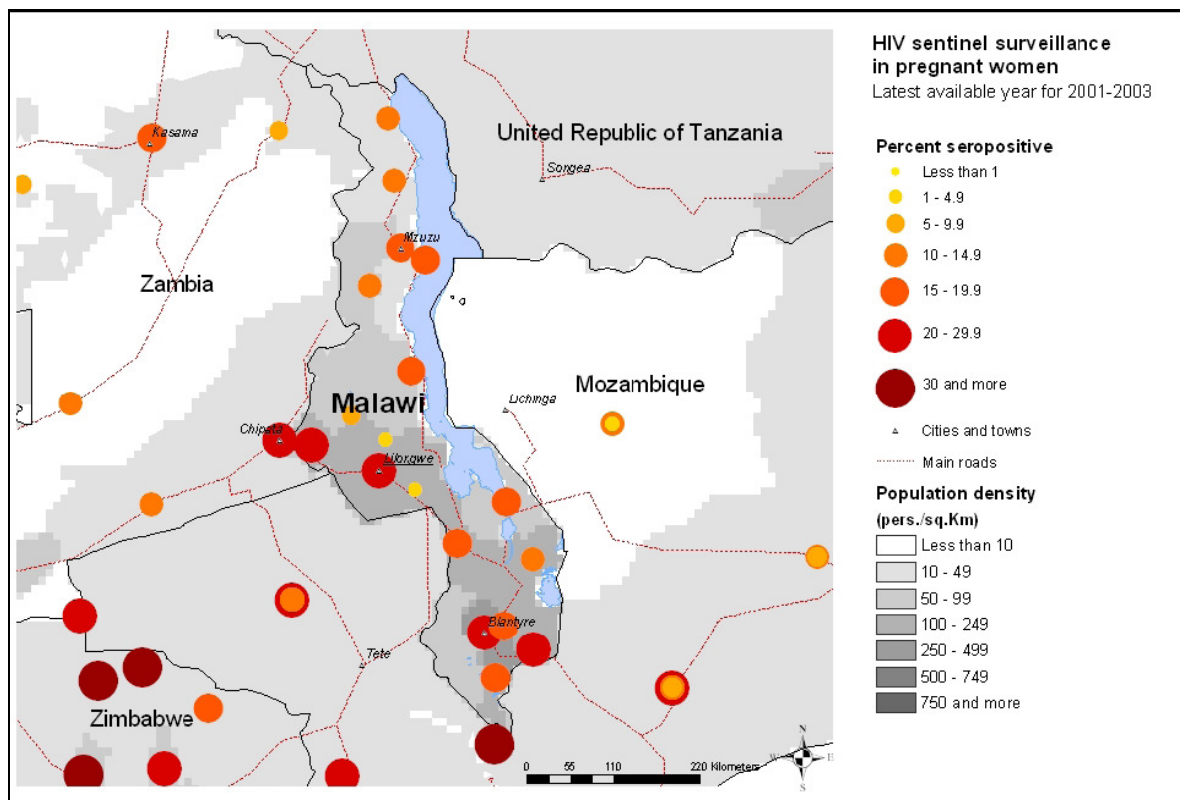 HIV sentinel surveillance
in pregnant women
Latest available year for 2001-2003
Percent seropositive
Less than 1
1 - 4.9
5 - 9.9
10 - 14.9
15 - 19.9
20 - 29.9
30 and more
Cities and towns
Main roads
Population density
(pers./sq.Km)
Less than 10
10 - 49
50 - 99
100 - 249
250 - 499
500 - 749
750 and more
United Republic of Tanzania
Kasama
Songea
Mzuzu
Zambia
Mozambique
Malawi
Lichinga
Chipata
Lilongwe
Blantyre
Tete
Zimbabwe
N
W
E
S
0 55 110 220 Kilometers